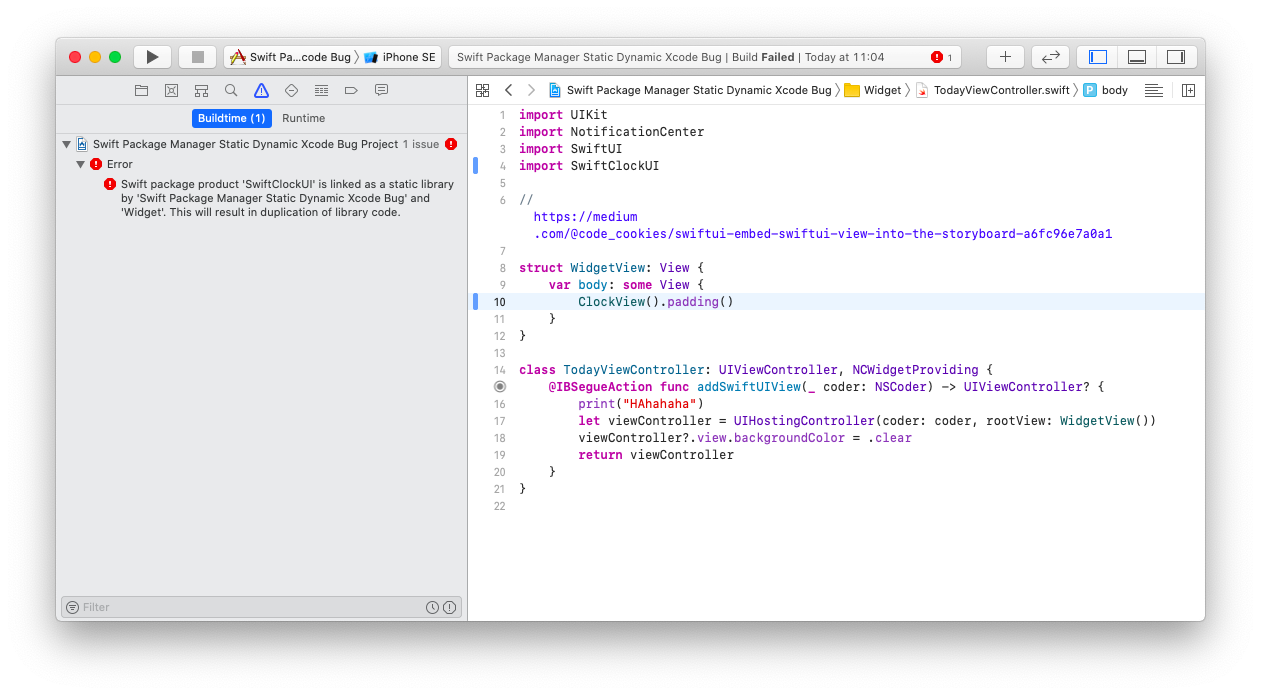 Swift Pa...code Bug 〉 iPhone SE
Swift Package Manager Static Dynamic Xcode Bug | Build Failed | Today at 11:04
1
Buildtime (1) Runtime
Swift Package Manager Static Dynamic Xcode Bug Project 1 issue
Error
Swift package product 'SwiftClockUI' is linked as a static library
by 'Swift Package Manager Static Dynamic Xcode Bug' and
'Widget'. This will result in duplication of library code.
Filter
Swift Package Manager Static Dynamic Xcode Bug 〉 Widget 〉 TodayViewController.swift 〉 P body
1 import UIKit
2 import NotificationCenter
3 import SwiftUI
4 import SwiftClockUI
5
6 //
https://medium
.com/@code_cookies/swiftui-embed-swiftui-view-into-the-storyboard-a6fc96e7a0a1
7
8 struct WidgetView: View {
9     var body: some View {
10         ClockView().padding()
11     }
12 }
13
14 class TodayViewController: UIViewController, NCWidgetProviding {
    @IBSegueAction func addSwiftUIView(_ coder: NSCoder) -> UIViewController? {
16         print("HAhahaha")
17         let viewController = UIHostingController(coder: coder, rootView: WidgetView())
18         viewController?.view.backgroundColor = .clear
19         return viewController
20     }
21 }
22